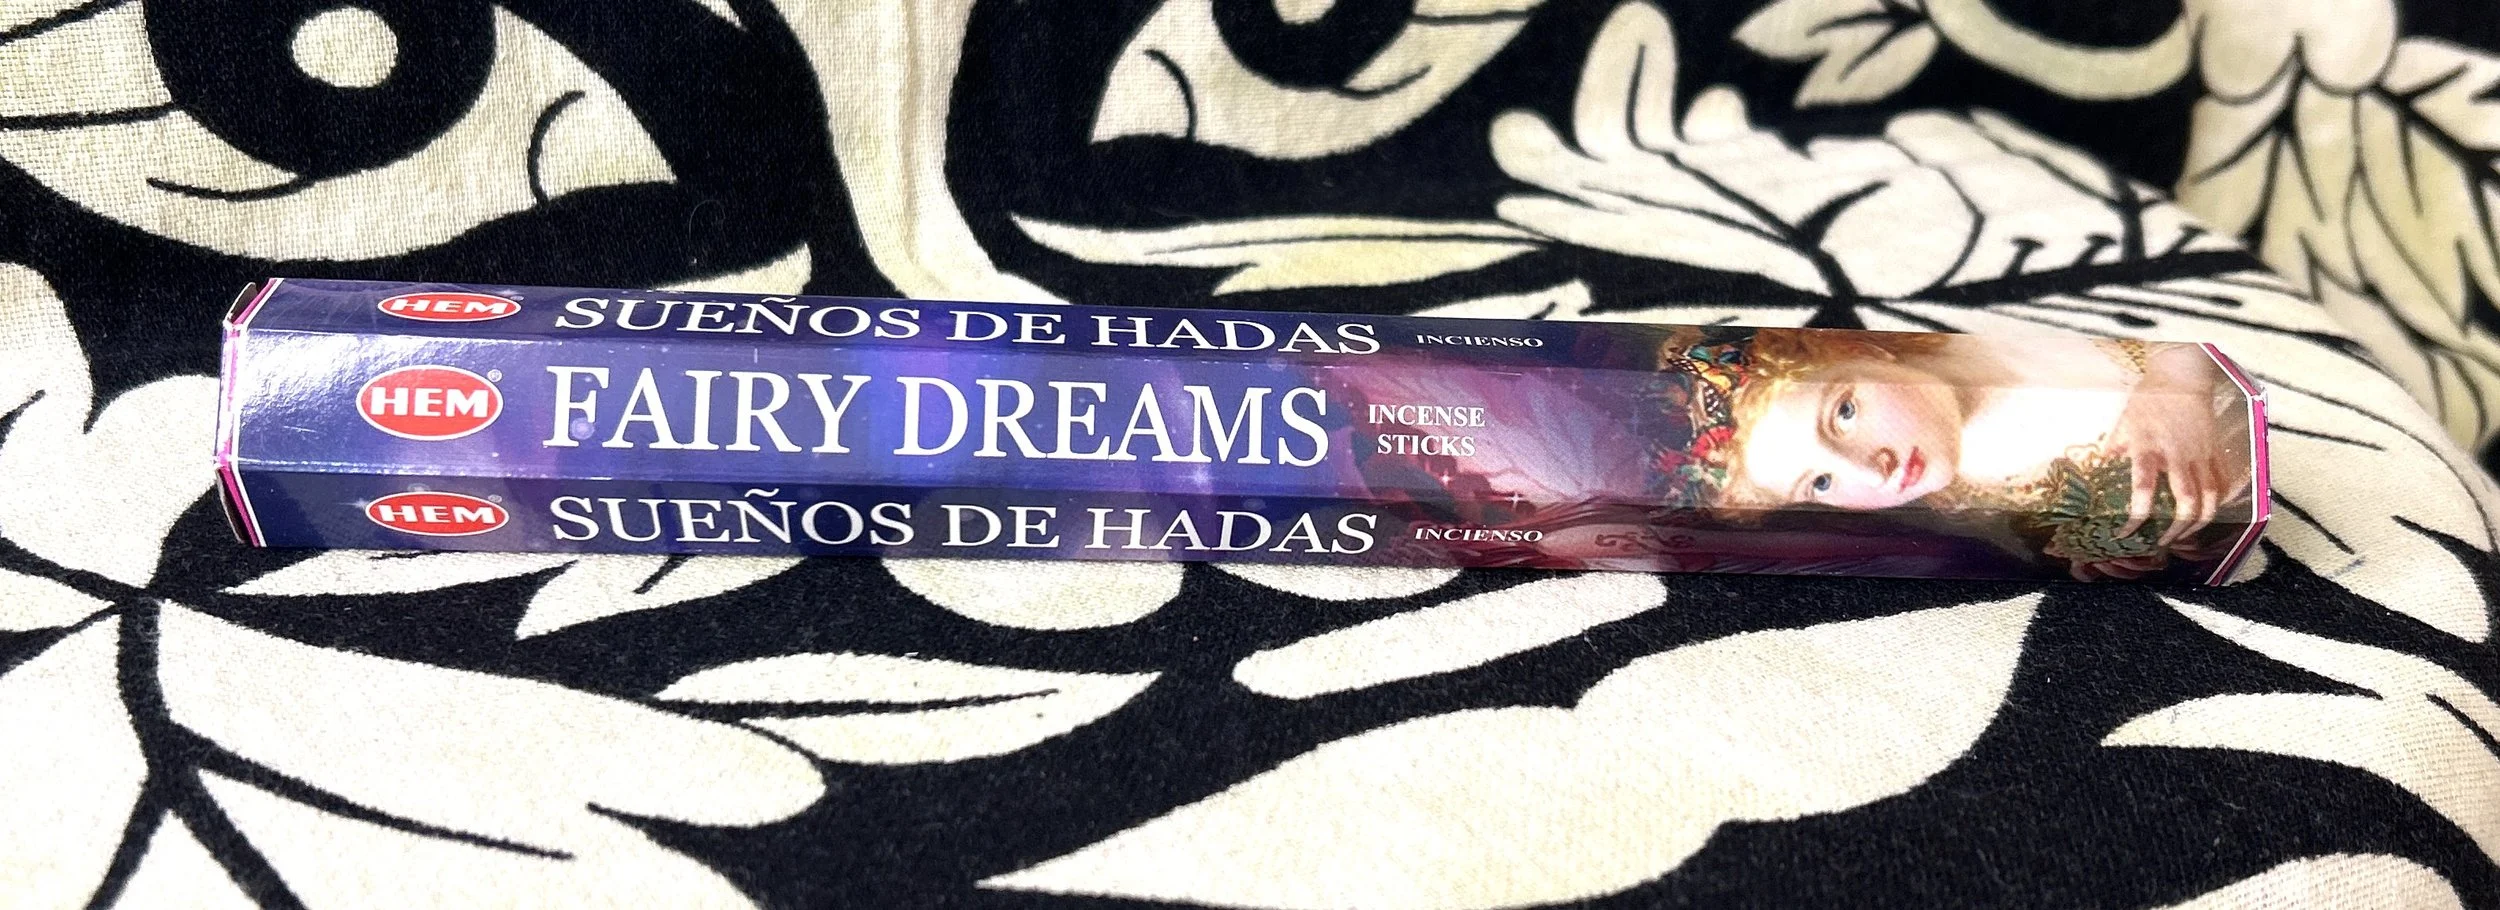 HEM® SUEÑOS DE HADAS INCIENSO
HEM® FAIRY DREAMS INCENSE
STICKS
HEM® SUEÑOS DE HADAS INCIENSO